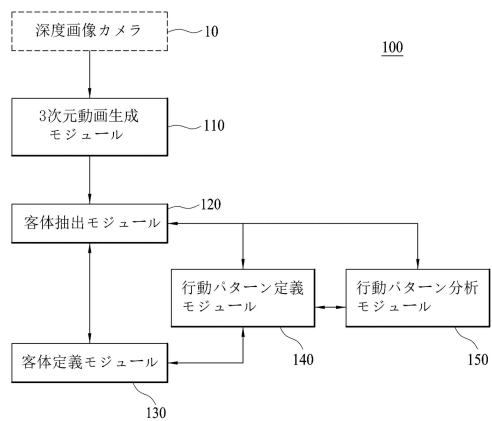 深度画像カメラ
10
100
3次元動画生成
モジュール
110
客体抽出モジュール
120
行動パターン定義
モジュール
140
行動パターン分析
モジュール
150
客体定義モジュール
130